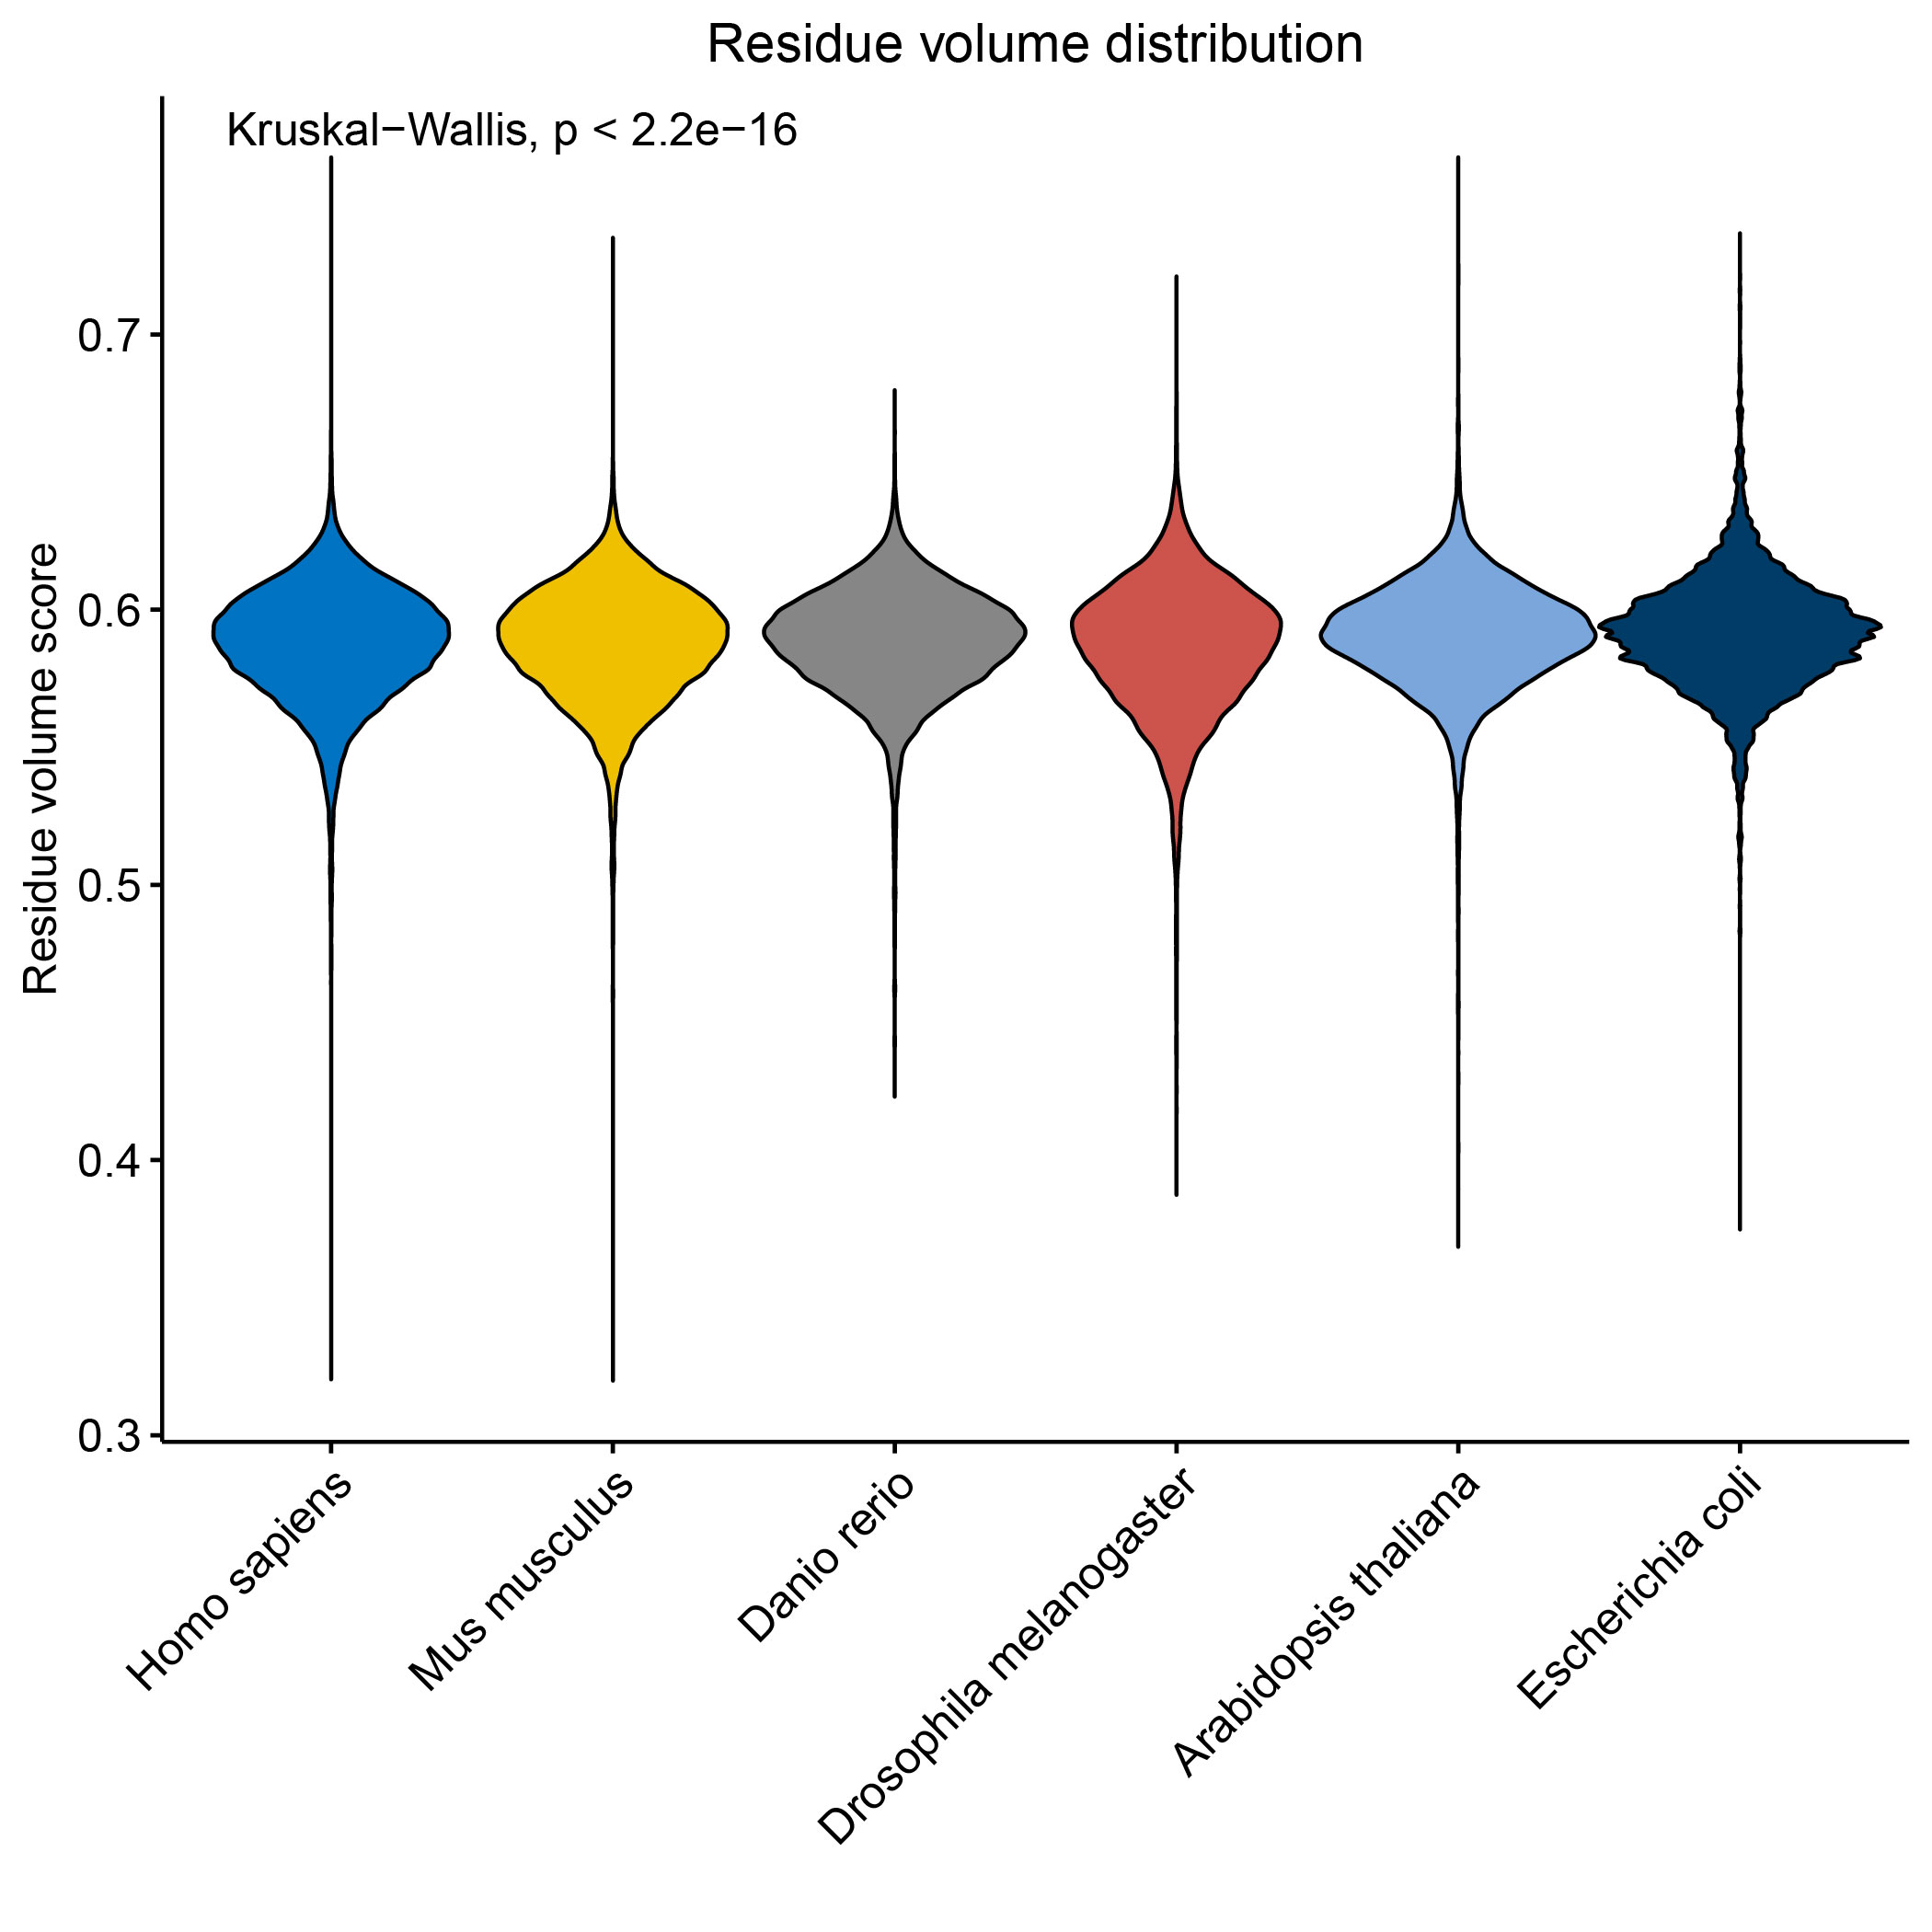 Residue volume distribution
Kruskal−Wallis, p < 2.2e−16
Residue volume score
0.7
0.6
0.5
0.4
0.3
Homo sapiens
Mus musculus
Danio rerio
Drosophila melanogaster
Arabidopsis thaliana
Escherichia coli